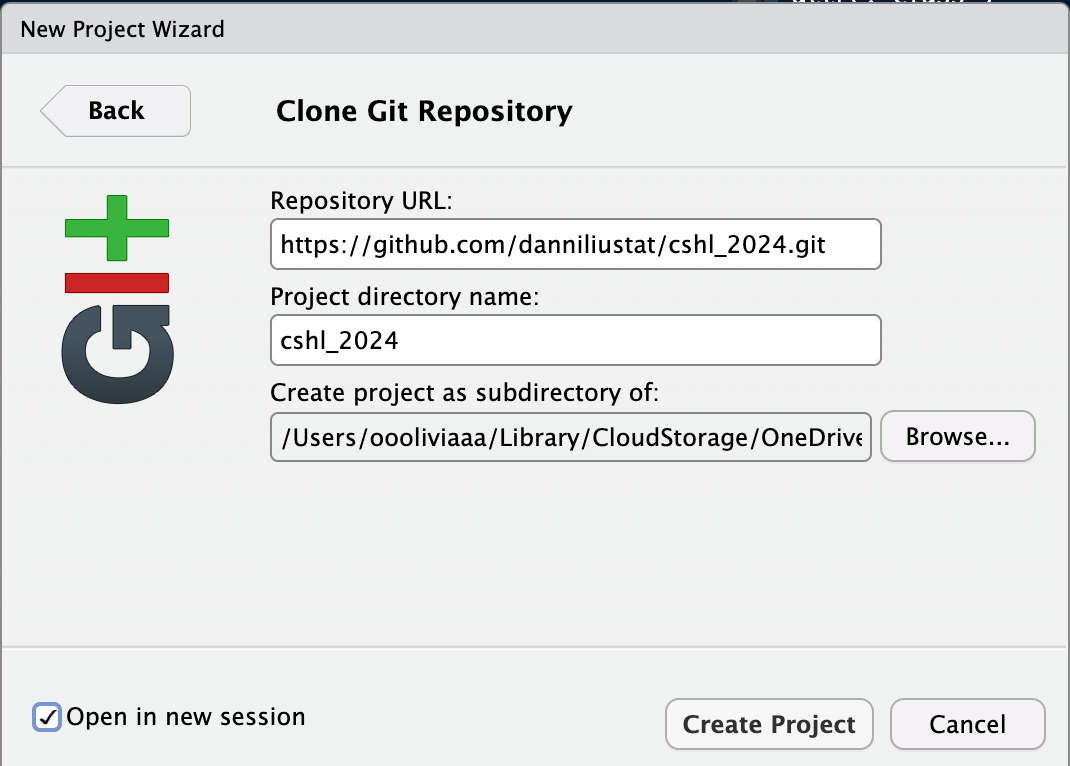 New Project Wizard
Back
Clone Git Repository
GIt
Repository URL:
https://github.com/danniliustat/cshl_2024.git
Project directory name:
cshl_2024
Create project as subdirectory of:
/Users/oooliviaaa/Library/CloudStorage/OneDrive
Browse...
Open in new session
Create Project
Cancel